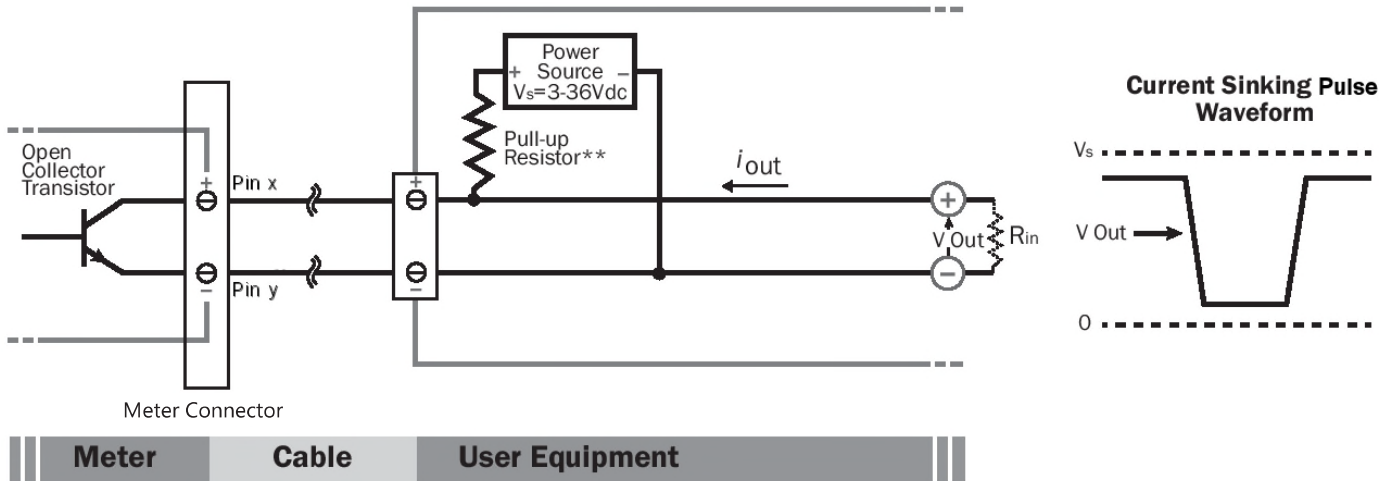 Power
+ Source −
Vs=3-36Vdc
Pull-up
Resistor**
Open
Collector
Transistor
+
Pin x
−
Pin y
+
−
iout
+
V Out
−
Rin
Meter Connector
Meter
Cable
User Equipment
Current Sinking Pulse
Waveform
Vs
V Out
0